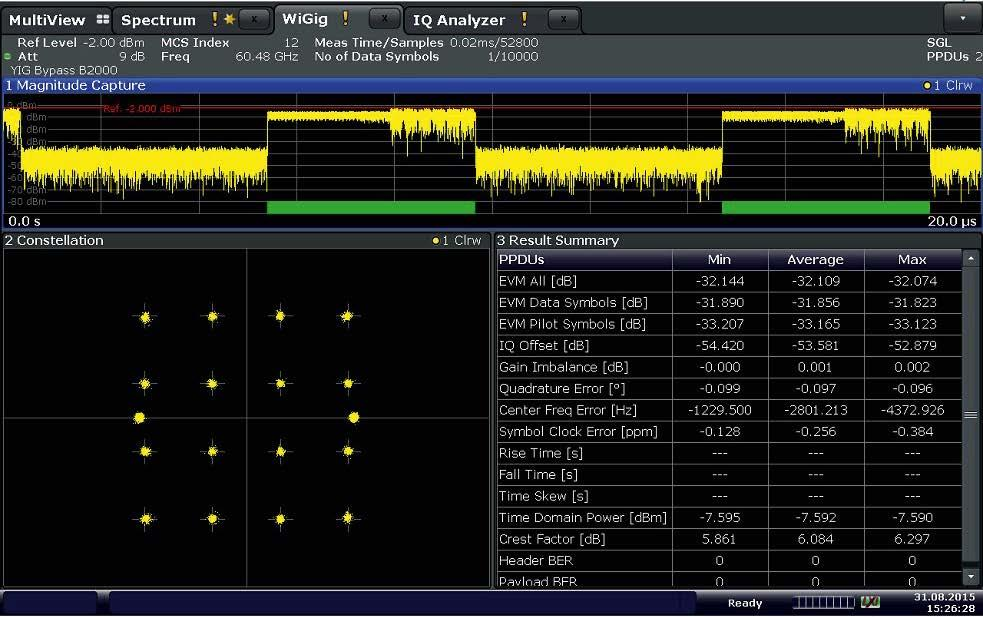 MultiView Spectrum ! x WiGig ! x IQ Analyzer ! x
Ref Level -2.00 dBm MCS Index 12 Meas Time/Samples 0.02ms/52800 SGL
Att 9 dB Freq 60.48 GHz No of Data Symbols 1/10000 PPDUs 2
YIG Bypass B2000
1 Magnitude Capture 1 Clrw
Ref. -2.000 dBm
dBm
dBm
dBm
-60 dBm
-70 dBm
-80 dBm
0.0 s 20.0 µs
2 Constellation 1 Clrw
3 Result Summary
PPDUs Min Average Max
EVM All [dB] -32.144 -32.109 -32.074
EVM Data Symbols [dB] -31.890 -31.856 -31.823
EVM Pilot Symbols [dB] -33.207 -33.165 -33.123
IQ Offset [dB] -54.420 -53.581 -52.879
Gain Imbalance [dB] -0.000 0.001 0.002
Quadrature Error [°] -0.099 -0.097 -0.096
Center Freq Error [Hz] -1229.500 -2801.213 -4372.926
Symbol Clock Error [ppm] -0.128 -0.256 -0.384
Rise Time [s] --- --- ---
Fall Time [s] --- --- ---
Time Skew [s] --- --- ---
Time Domain Power [dBm] -7.595 -7.592 -7.590
Crest Factor [dB] 5.861 6.084 6.297
Header BER 0 0 0
Payload BER 0 0 0
Ready 31.08.2015
15:26:28